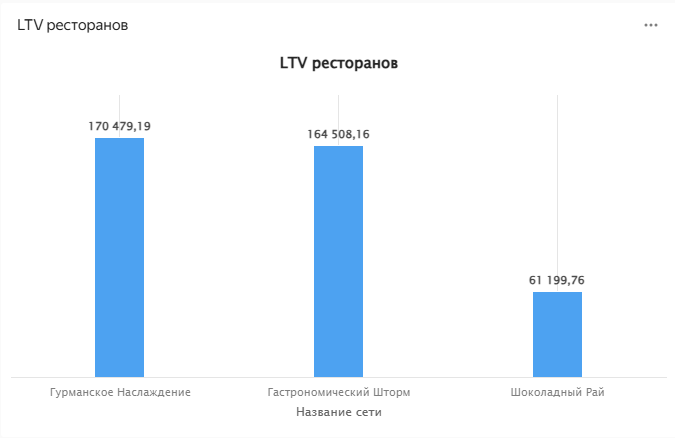 LTV ресторанов
LTV ресторанов
170 479,19
164 508,16
61 199,76
Гурманское Наслаждение
Гастрономический Шторм
Шоколадный Рай
Название сети